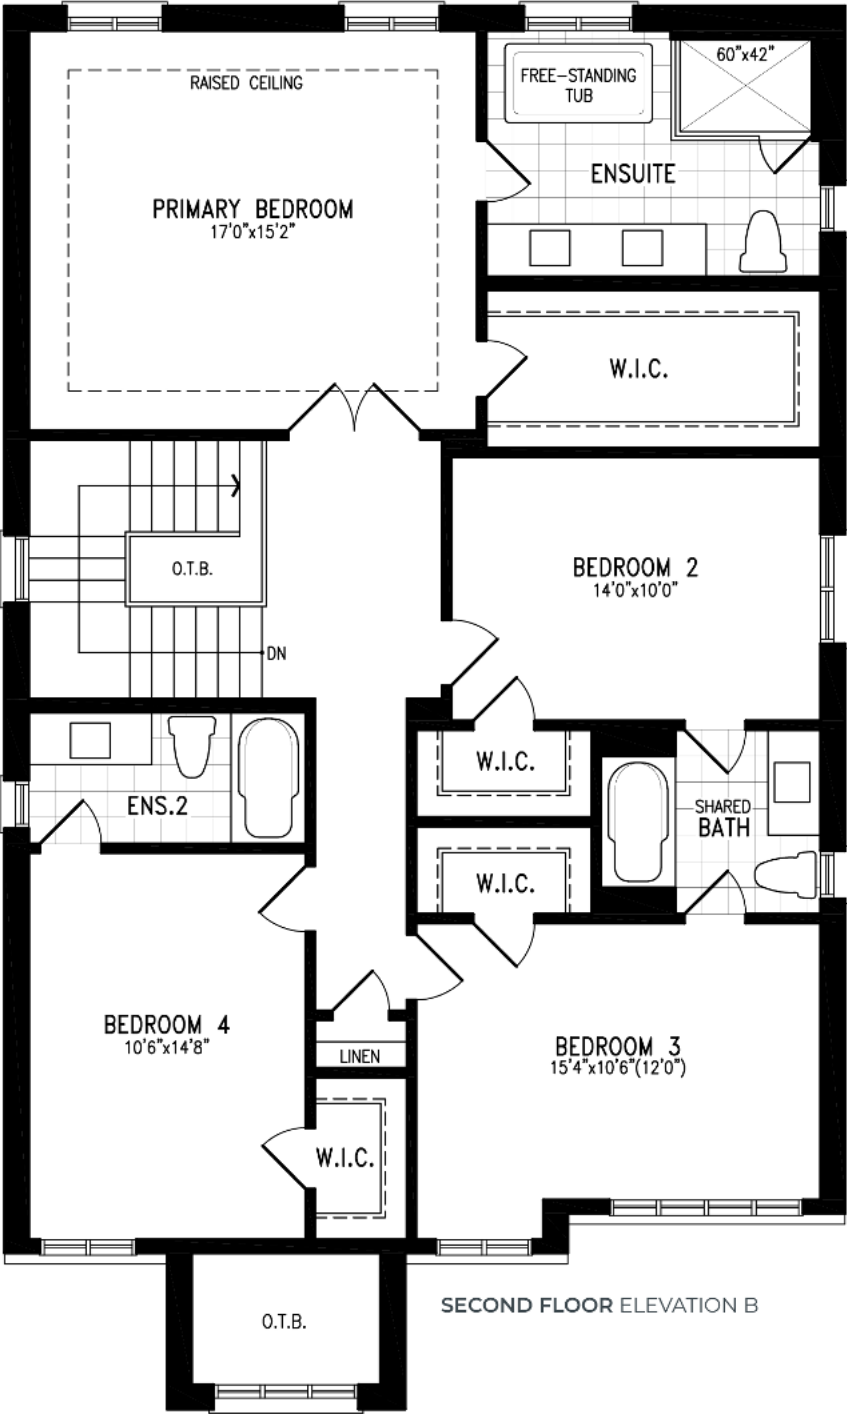 RAISED CEILING
FREE-STANDING
TUB
60"x42"
ENSUITE
PRIMARY BEDROOM
17'0"x15'2"
W.I.C.
O.T.B.
BEDROOM 2
14'0"x10'0"
DN
W.I.C.
ENS.2
SHARED
BATH
W.I.C.
BEDROOM 4
10'6"x14'8"
LINEN
BEDROOM 3
15'4"x10'6"(12'0")
W.I.C.
SECOND FLOOR ELEVATION B
O.T.B.